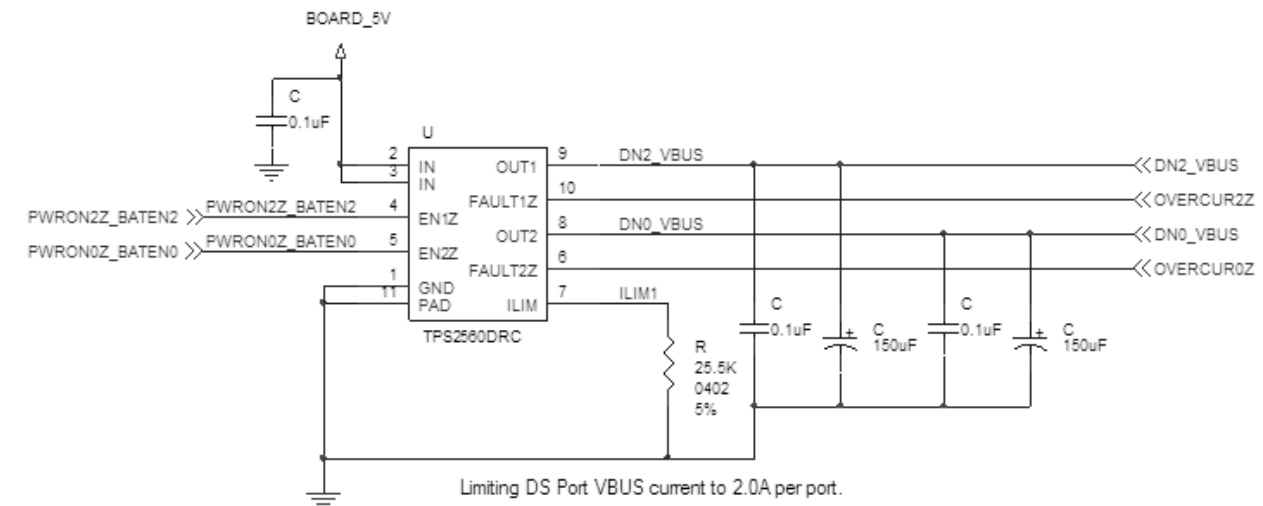 BOARD_5V
C
0.1uF
U
2 IN OUT1 9 DN2_VBUS DN2_VBUS
3 IN
FAULT1Z 10 OVERCUR2Z
PWRON2Z_BATEN2 PWRON2Z_BATEN2 4 EN1Z
OUT2 8 DN0_VBUS DN0_VBUS
PWRON0Z_BATEN0 PWRON0Z_BATEN0 5 EN2Z
FAULT2Z 6 OVERCUR0Z
1 GND
11 PAD ILIM 7 ILIM1
TPS2560DRC
C
0.1uF
+ C
150uF
C
0.1uF
+ C
150uF
R
25.5K
0402
5%
Limiting DS Port VBUS current to 2.0A per port.